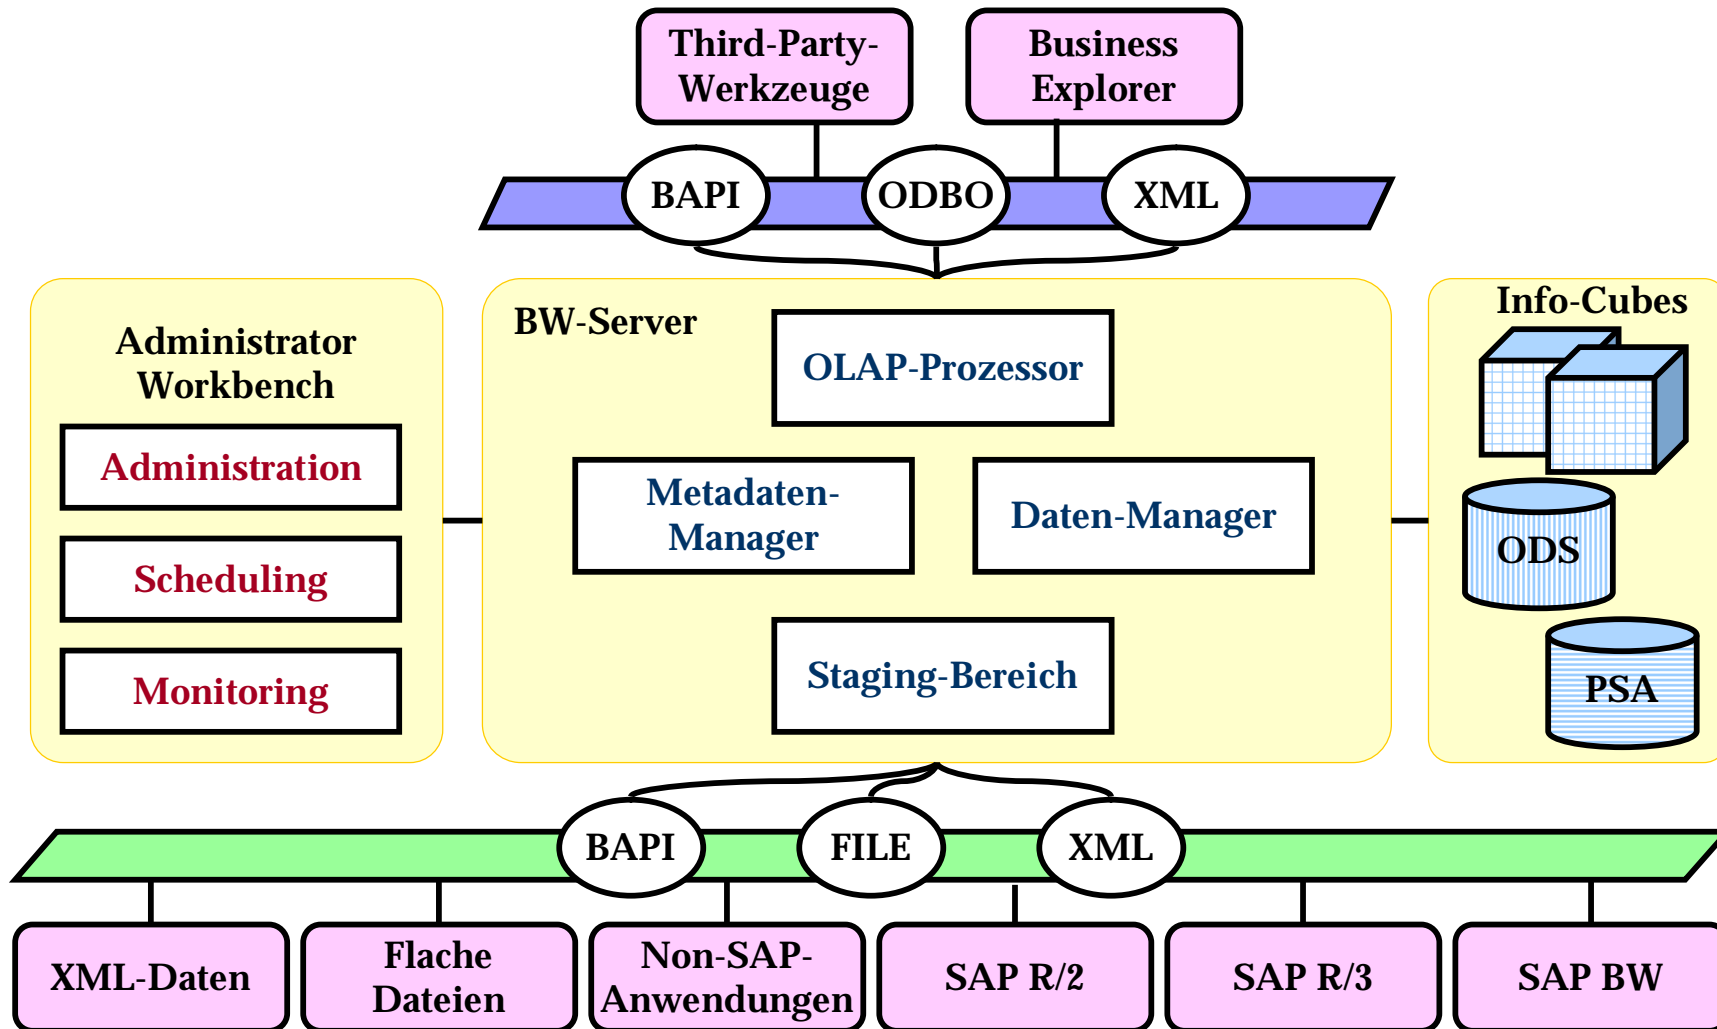 Third-Party-
Werkzeuge
Business
Explorer
BAPI
ODBO
XML
Administrator
Workbench
Administration
Scheduling
Monitoring
BW-Server
OLAP-Prozessor
Metadaten-
Manager
Daten-Manager
Staging-Bereich
Info-Cubes
ODS
PSA
BAPI
FILE
XML
XML-Daten
Flache
Dateien
Non-SAP-
Anwendungen
SAP R/2
SAP R/3
SAP BW